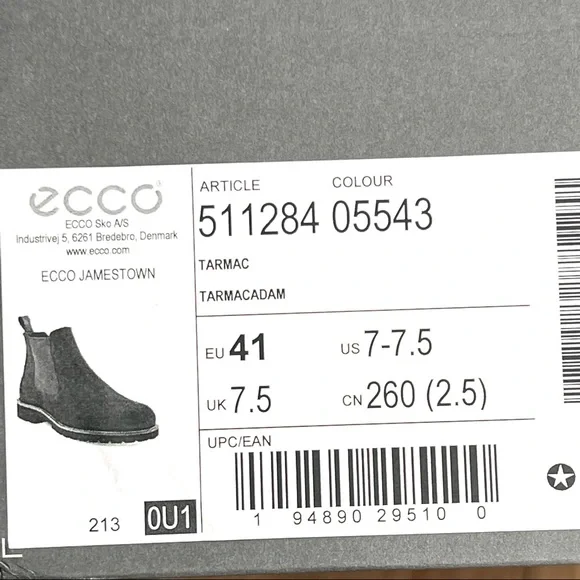 ecco
ECCO Sko A/S
Industrivej 5, 6261 Bredebro, Denmark
www.ecco.com
ECCO JAMESTOWN
213 0U1
ARTICLE COLOUR
511284 05543
TARMAC
TARMACADAM
EU 41 US 7-7.5
UK 7.5 CN 260 (2.5)
UPC/EAN
1 94890 29510 0